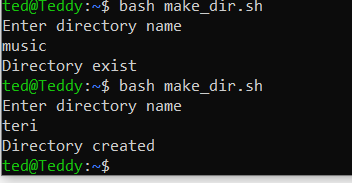 ted@Teddy:~$ bash make_dir.sh
Enter directory name
music
Directory exist
ted@Teddy:~$ bash make_dir.sh
Enter directory name
teri
Directory created
ted@Teddy:~$